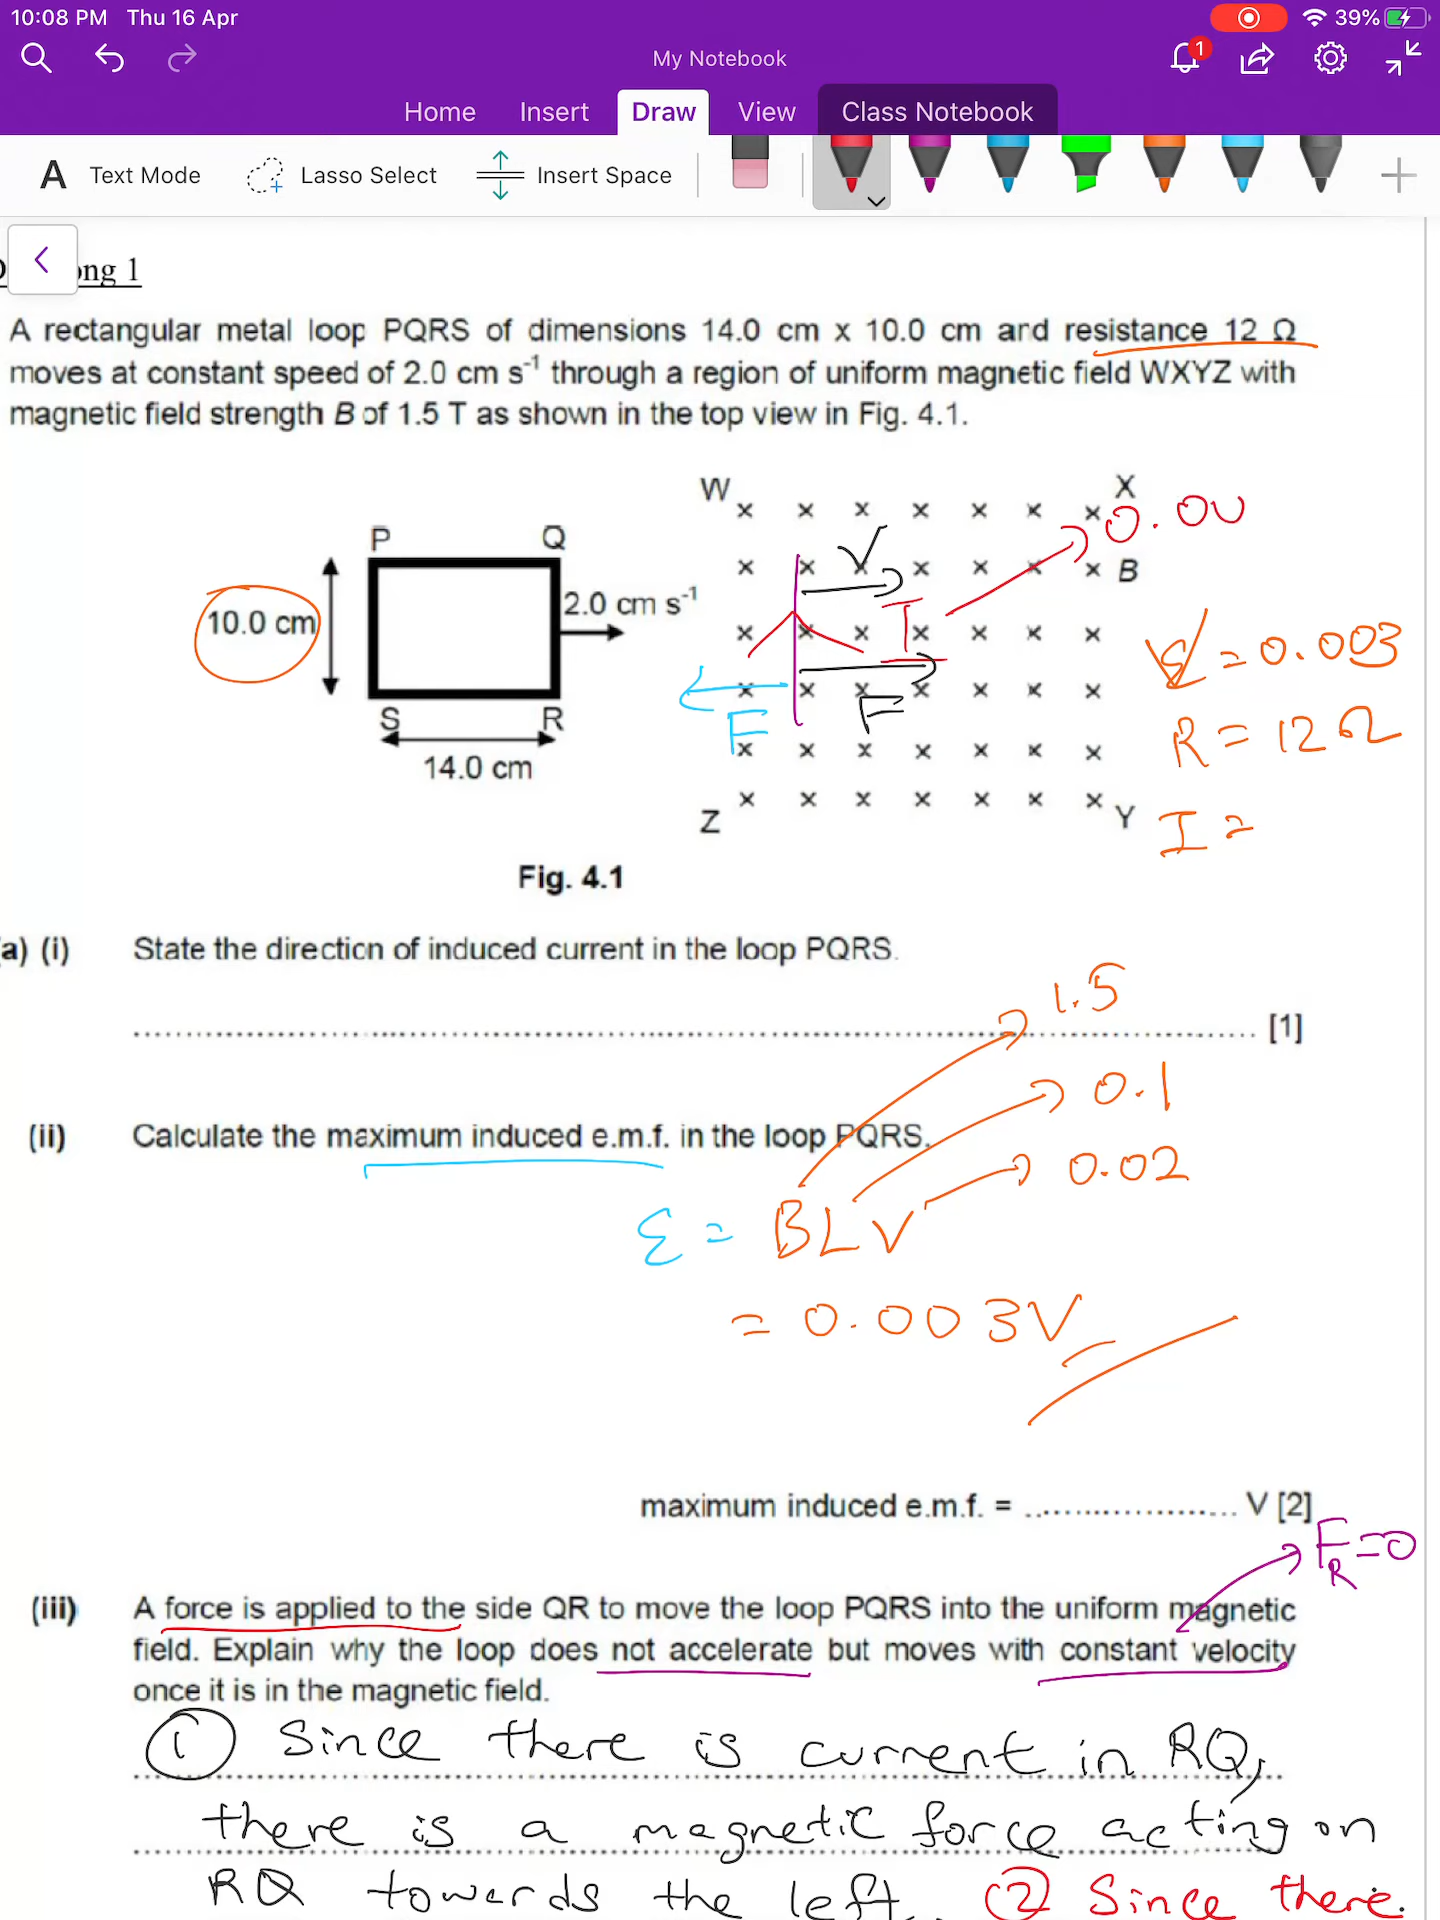 10:08 PM Thu 16 Apr
39%
My Notebook
1
Home Insert Draw View Class Notebook
A Text Mode Lasso Select Insert Space
ng 1
A rectangular metal loop PQRS of dimensions 14.0 cm x 10.0 cm and resistance 12 Ω
moves at constant speed of 2.0 cm s⁻¹ through a region of uniform magnetic field WXYZ with
magnetic field strength B of 1.5 T as shown in the top view in Fig. 4.1.
W X
0.00
P Q
V
B
2.0 cm s⁻¹
10.0 cm
I
ε = 0.003
F F
S R
R = 12 Ω
14.0 cm
Z Y
I =
Fig. 4.1
a) (i) State the direction of induced current in the loop PQRS.
1.5
[1]
0.1
(ii) Calculate the maximum induced e.m.f. in the loop PQRS.
0.02
ε = BLV
= 0.003V
maximum induced e.m.f. = ........................ V [2]
F_R = 0
(iii) A force is applied to the side QR to move the loop PQRS into the uniform magnetic
field. Explain why the loop does not accelerate but moves with constant velocity
once it is in the magnetic field.
① Since there is current in RQ,
there is a magnetic force acting on
RQ towards the left. ② Since there